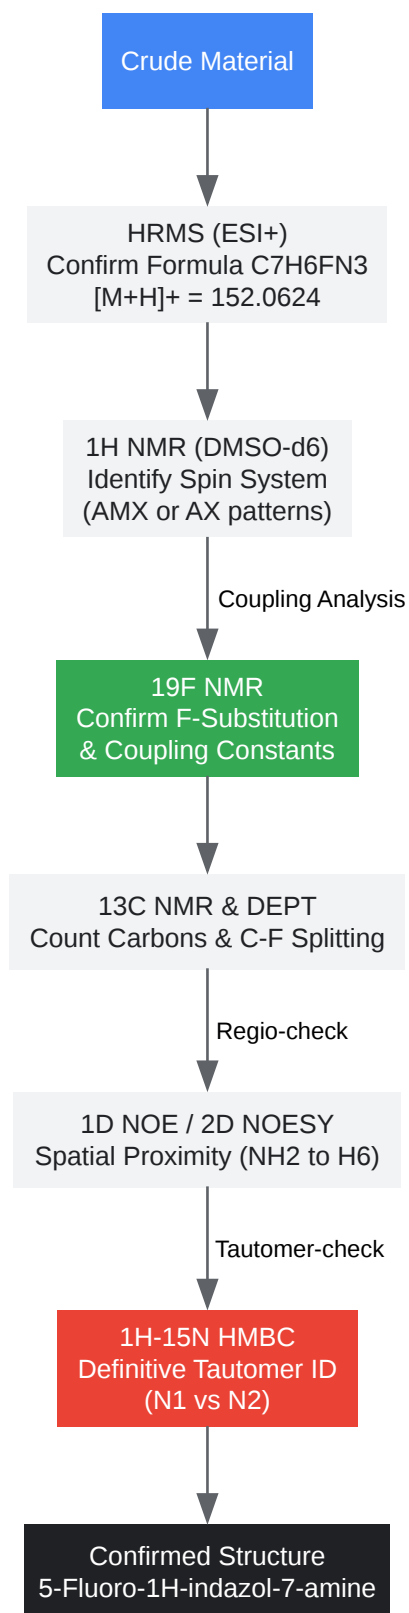 Crude Material
HRMS (ESI+)
Confirm Formula C7H6FN3
[M+H]+ = 152.0624
1H NMR (DMSO-d6)
Identify Spin System
(AMX or AX patterns)
Coupling Analysis
19F NMR
Confirm F-Substitution
& Coupling Constants
13C NMR & DEPT
Count Carbons & C-F Splitting
Regio-check
1D NOE / 2D NOESY
Spatial Proximity (NH2 to H6)
Tautomer-check
1H-15N HMBC
Definitive Tautomer ID
(N1 vs N2)
Confirmed Structure
5-Fluoro-1H-indazol-7-amine